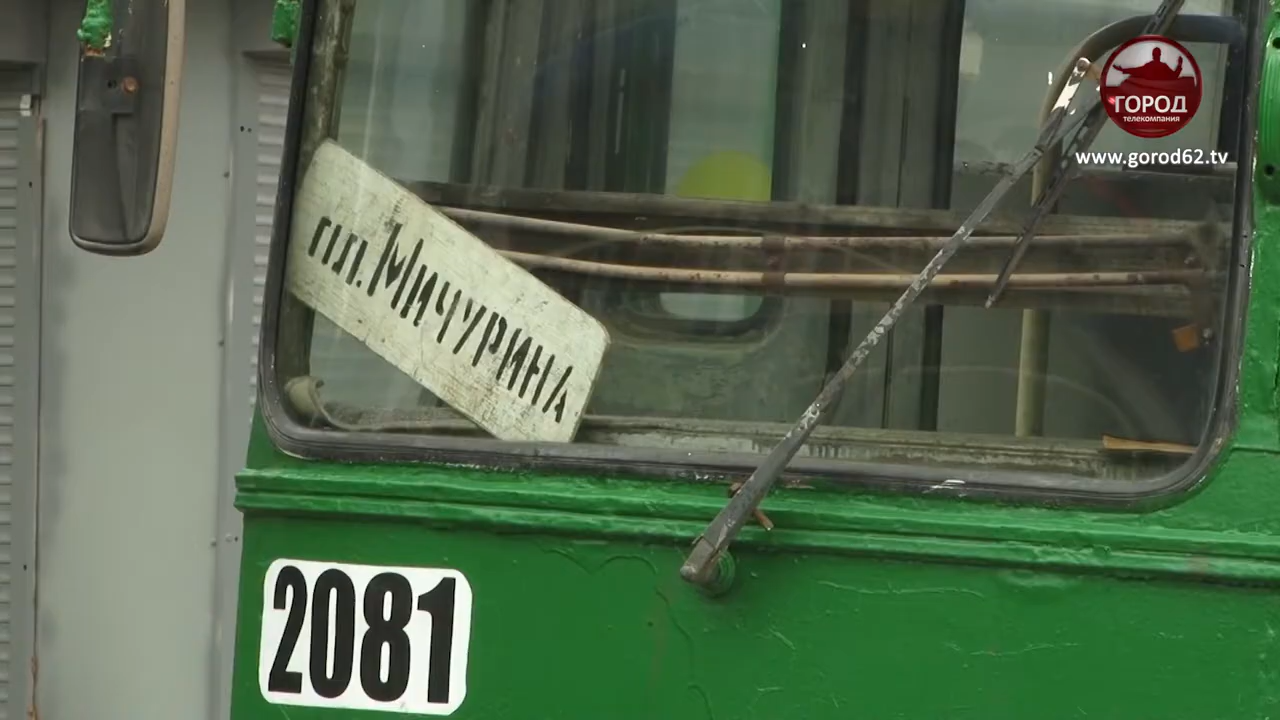 ГОРОД
телекомпания
www.gorod62.tv
пл. Мичурина
2081